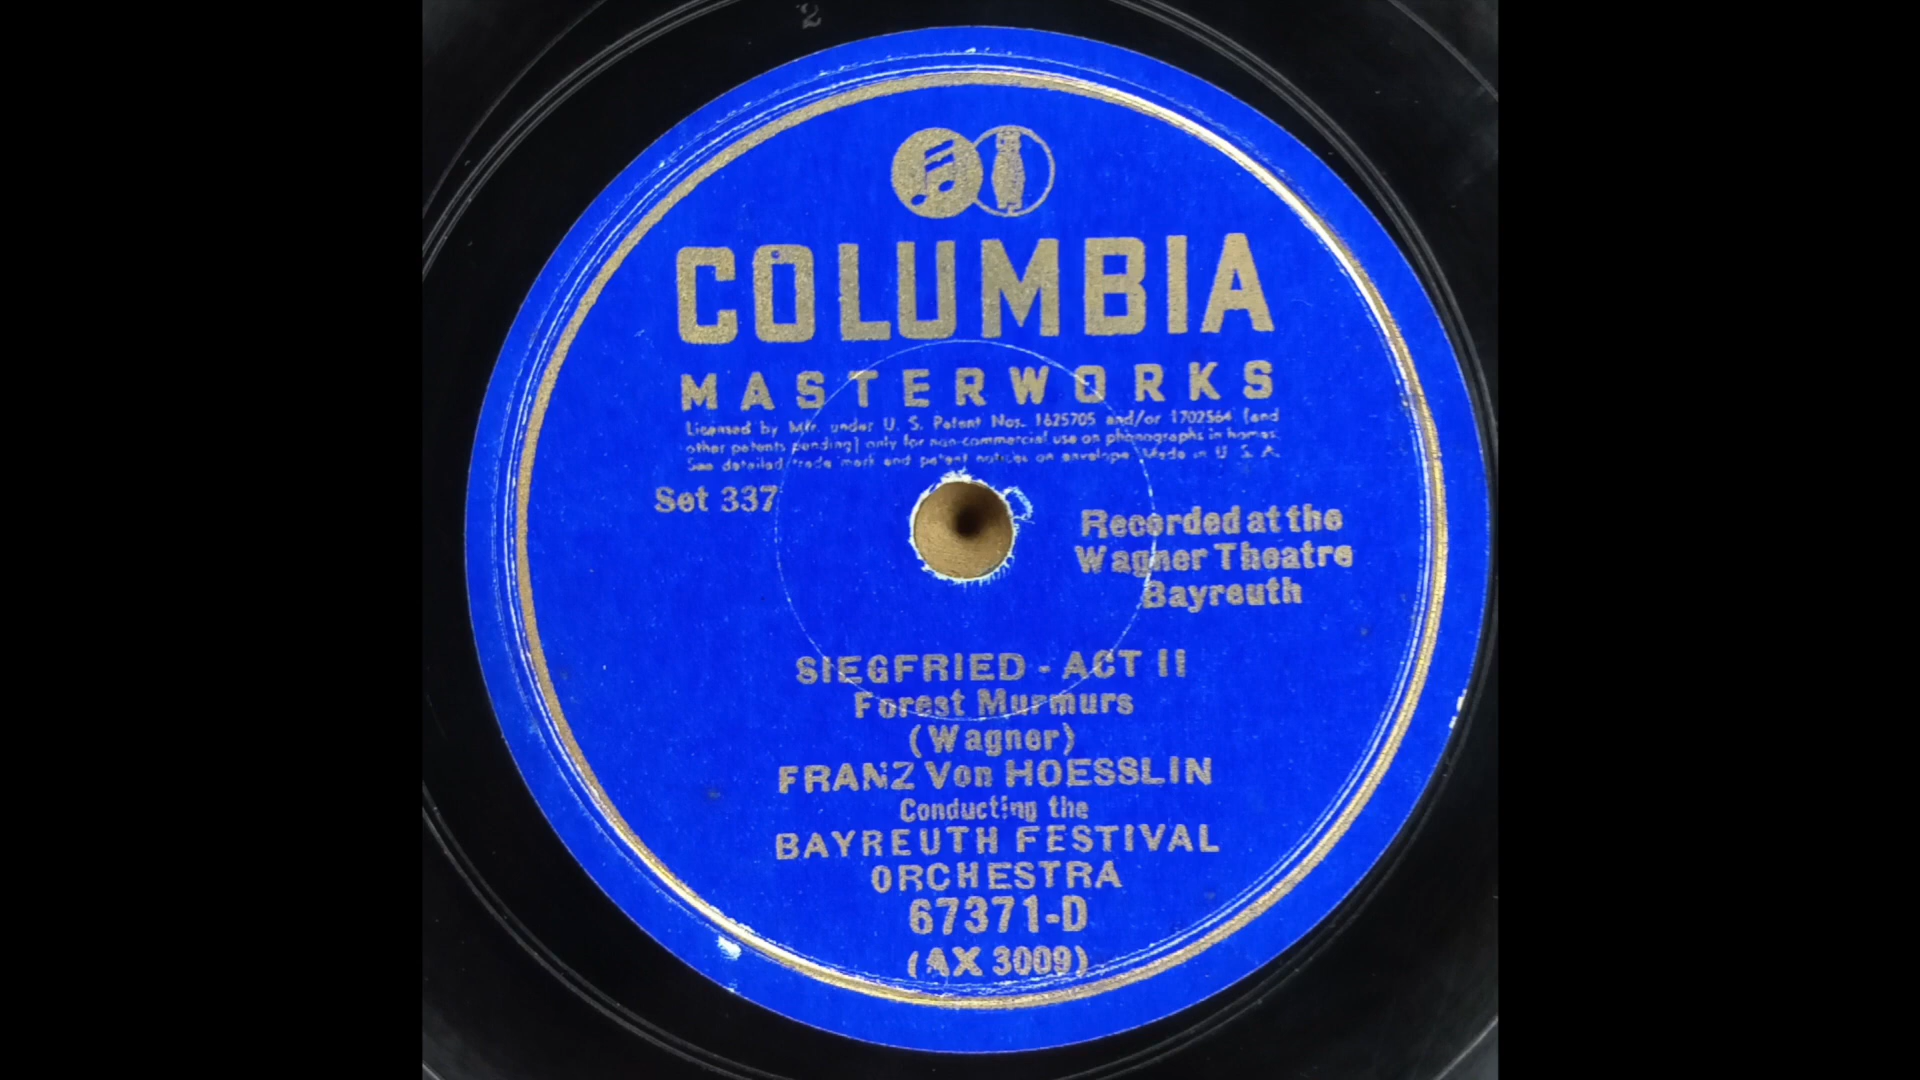 2
COLUMBIA
MASTERWORKS
Licensed by Mfr. under U. S. Patent Nos. 1625705 and/or 1702564 (and
other patents pending) only for non-commercial use on phonographs in homes.
See detailed trade mark and patent notices on envelope. Made in U. S. A.
Set 337
Recorded at the
Wagner Theatre
Bayreuth
SIEGFRIED - ACT II
Forest Murmurs
(Wagner)
FRANZ Von HOESSLIN
Conducting the
BAYREUTH FESTIVAL
ORCHESTRA
67371-D
(AX 3009)